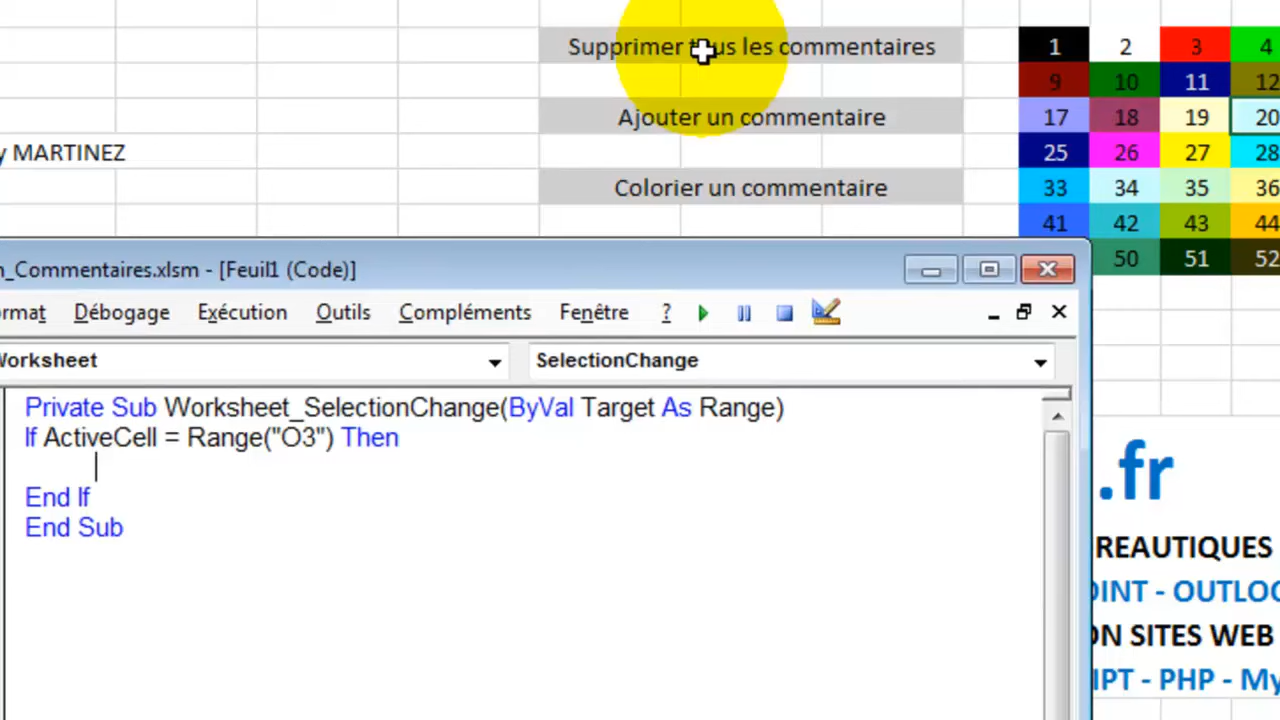 Supprimer tous les commentaires
1 2 3 4
9 10 11 12
Ajouter un commentaire
17 18 19 20
y MARTINEZ
25 26 27 28
Colorier un commentaire
33 34 35 36
41 42 43 44
50 51 52
n_Commentaires.xlsm - [Feuil1 (Code)]
ormat Débogage Exécution Outils Compléments Fenêtre ?
Worksheet
SelectionChange
Private Sub Worksheet_SelectionChange(ByVal Target As Range)
If ActiveCell = Range("O3") Then
End If
End Sub
.fr
REAUTIQUES
OINT - OUTLOO
ON SITES WEB
IPT - PHP - My